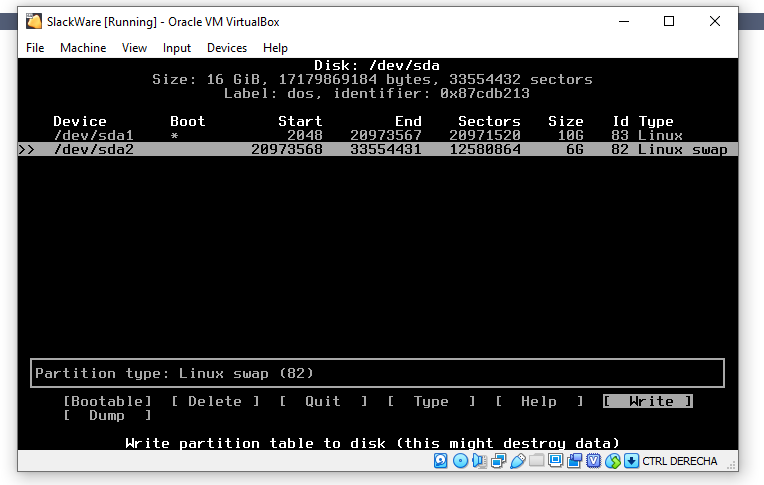 SlackWare [Running] - Oracle VM VirtualBox
File Machine View Input Devices Help
Disk: /dev/sda
Size: 16 GiB, 17179869184 bytes, 33554432 sectors
Label: dos, identifier: 0x87cdb213
Device Boot Start End Sectors Size Id Type
/dev/sda1 * 2048 20973567 20971520 10G 83 Linux
>> /dev/sda2 20973568 33554431 12580864 6G 82 Linux swap
Partition type: Linux swap (82)
[Bootable] [ Delete ] [ Quit ] [ Type ] [ Help ] [ Write ]
[ Dump ]
Write partition table to disk (this might destroy data)
CTRL DERECHA